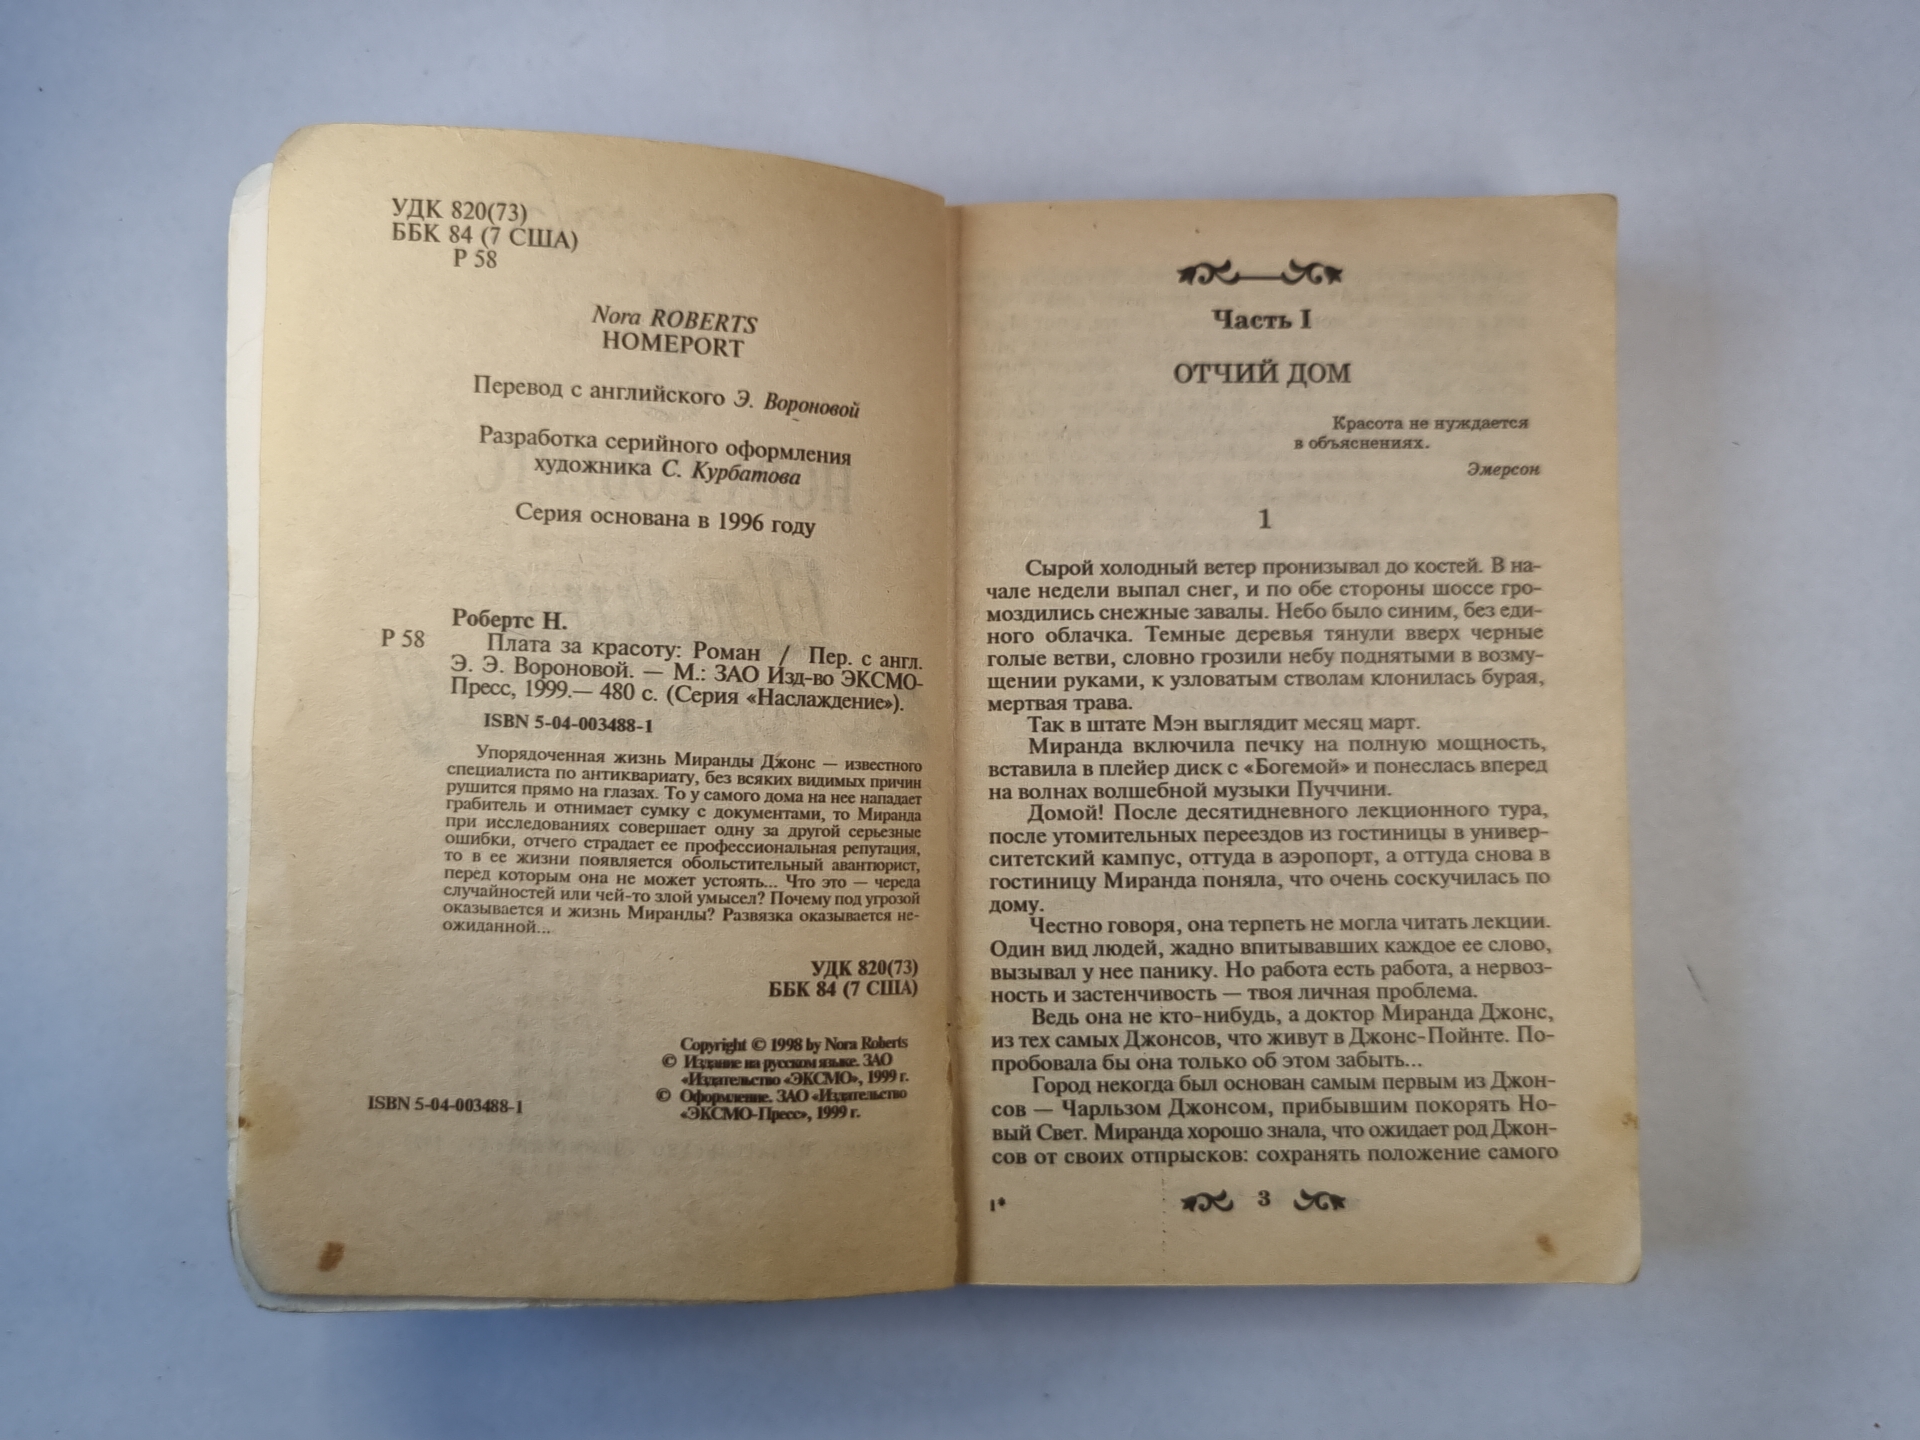 УДК 820(73)
ББК 84 (7 США)
Р 58
Nora ROBERTS
HOMEPORT
Перевод с английского Э. Вороновой
Разработка серийного оформления
художника С. Курбатова
Серия основана в 1996 году
Робертс Н.
Р 58 Плата за красоту: Роман / Пер. с англ.
Э. Э. Вороновой. — М.: ЗАО Изд-во ЭКСМО-
Пресс, 1999.— 480 с. (Серия «Наслаждение»).
ISBN 5-04-003488-1
Упорядоченная жизнь Миранды Джонс — известного
специалиста по антиквариату, без всяких видимых причин
рушится прямо на глазах. То у самого дома на нее нападает
грабитель и отнимает сумку с документами, то Миранда
при исследованиях совершает одну за другой серьезные
ошибки, отчего страдает ее профессиональная репутация,
то в ее жизни появляется обольстительный авантюрист,
перед которым она не может устоять... Что это — череда
случайностей или чей-то злой умысел? Почему под угрозой
оказывается и жизнь Миранды? Развязка оказывается не-
ожиданной...
УДК 820(73)
ББК 84 (7 США)
Copyright © 1998 by Nora Roberts
© Издание на русском языке. ЗАО
«Издательство «ЭКСМО», 1999 г.
© Оформление. ЗАО «Издательство
«ЭКСМО-Пресс», 1999 г.
ISBN 5-04-003488-1
Часть I
ОТЧИЙ ДОМ
Красота не нуждается
в объяснениях.
Эмерсон
1
Сырой холодный ветер пронизывал до костей. В на-
чале недели выпал снег, и по обе стороны шоссе гро-
моздились снежные завалы. Небо было синим, без еди-
ного облачка. Темные деревья тянули вверх черные
голые ветви, словно грозили небу поднятыми в возму-
щении руками, к узловатым стволам клонилась бурая,
мертвая трава.
Так в штате Мэн выглядит месяц март.
Миранда включила печку на полную мощность,
вставила в плейер диск с «Богемой» и понеслась вперед
на волнах волшебной музыки Пуччини.
Домой! После десятидневного лекционного тура,
после утомительных переездов из гостиницы в универ-
ситетский кампус, оттуда в аэропорт, а оттуда снова в
гостиницу Миранда поняла, что очень соскучилась по
дому.
Честно говоря, она терпеть не могла читать лекции.
Один вид людей, жадно впитывавших каждое ее слово,
вызывал у нее панику. Но работа есть работа, а нервоз-
ность и застенчивость — твоя личная проблема.
Ведь она не кто-нибудь, а доктор Миранда Джонс,
из тех самых Джонсов, что живут в Джонс-Пойнте. По-
пробовала бы она только об этом забыть...
Город некогда был основан самым первым из Джон-
сов — Чарльзом Джонсом, прибывшим покорять Но-
вый Свет. Миранда хорошо знала, что ожидает род Джон-
сов от своих отпрысков: сохранять положение самого
1* 3